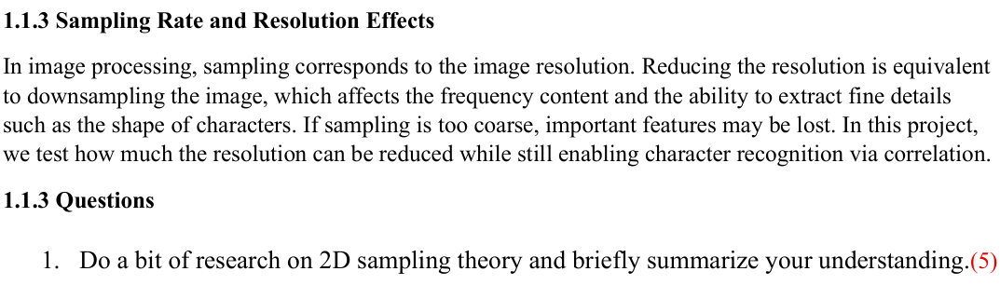 1.1.3 Sampling Rate and Resolution Effects
In image processing, sampling corresponds to the image resolution. Reducing the resolution is equivalent
to downsampling the image, which affects the frequency content and the ability to extract fine details
such as the shape of characters. If sampling is too coarse, important features may be lost. In this project,
we test how much the resolution can be reduced while still enabling character recognition via correlation.
1.1.3 Questions
1. Do a bit of research on 2D sampling theory and briefly summarize your understanding.(5)